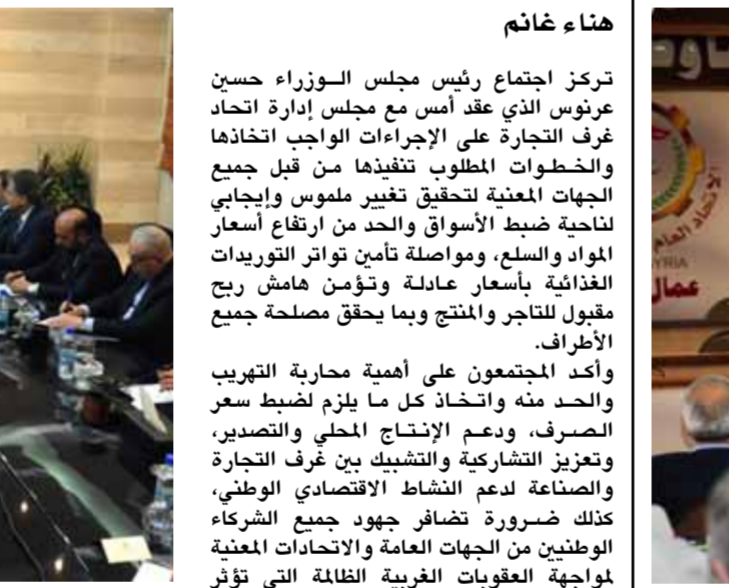 هناء غانم
تركز اجتماع رئيس مجلس الـوزراء حسين
عرنوس الذي عقد أمس مع مجلس إدارة اتحاد
غرف التجارة على الإجراءات الواجب اتخاذها
والخطوات المطلوب تنفيذها من قبل جميع
الجهات المعنية لتحقيق تغيير ملموس وإيجابي
لناحية ضبط الأسواق والحد من ارتفاع أسعار
المواد والسلع، ومواصلة تأمين تواتر التوريدات
الغذائية بأسعار عادلة وتؤمن هامش ربح
مقبول للتاجر والمنتج وبما يحقق مصلحة جميع
الأطراف.
وأكد المجتمعون على أهمية محاربة التهريب
والحد منه واتخاذ كل ما يلزم لضبط سعر
الصرف، ودعم الإنتاج المحلي والتصدير،
وتعزيز التشاركية والتشبيك بين غرف التجارة
والصناعة لدعم النشاط الاقتصادي الوطني،
كذلك ضرورة تضافر جهود جميع الشركاء
الوطنيين من الجهات العامة والاتحادات المعنية
لمواجهة العقوبات الغربية الظالمة التي تؤثر
الاتحاد العام
SYRIA
عمال